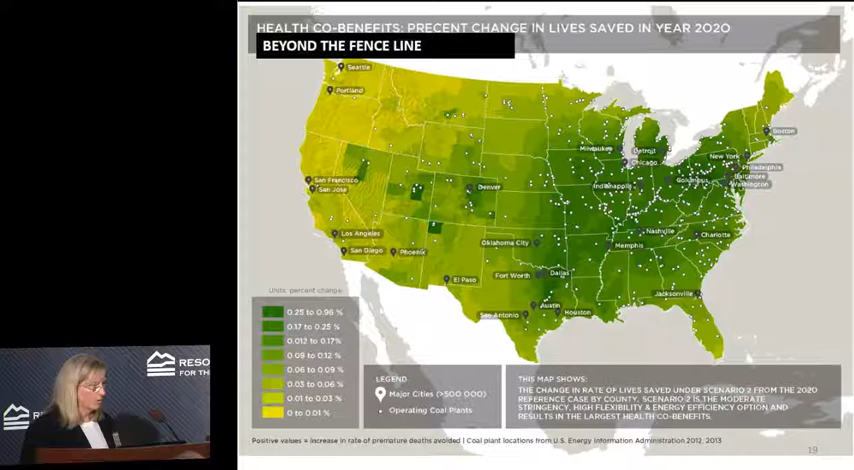 HEALTH CO-BENEFITS: PRECENT CHANGE IN LIVES SAVED IN YEAR 2020
BEYOND THE FENCE LINE
Seattle
Portland
Boston
Milwaukee
Detroit
Chicago
New York
Philadelphia
Baltimore
Washington
Columbus
Indianapolis
San Francisco
San Jose
Denver
Nashville
Charlotte
Memphis
Los Angeles
San Diego
Phoenix
Oklahoma City
Fort Worth
Dallas
El Paso
Jacksonville
Austin
San Antonio
Houston
Units: percent change
0.25 to 0.96 %
0.17 to 0.25 %
0.012 to 0.17%
0.09 to 0.12 %
0.06 to 0.09 %
0.03 to 0.06 %
0.01 to 0.03 %
0 to 0.01 %
LEGEND
Major Cities (>500 000)
Operating Coal Plants
THIS MAP SHOWS:
THE CHANGE IN RATE OF LIVES SAVED UNDER SCENARIO 2 FROM THE 2020
REFERENCE CASE BY COUNTY. SCENARIO 2 IS THE MODERATE
STRINGENCY, HIGH FLEXIBILITY & ENERGY EFFICIENCY OPTION AND
RESULTS IN THE LARGEST HEALTH CO-BENEFITS.
Positive values = increase in rate of premature deaths avoided | Coal plant locations from U.S. Energy Information Administration 2012, 2013
19
RESO
FOR THE
RE